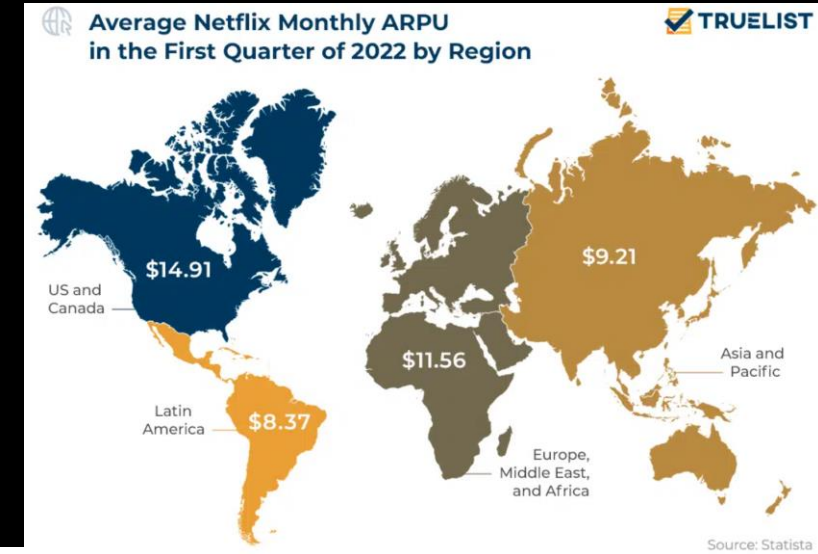 Average Netflix Monthly ARPU
in the First Quarter of 2022 by Region
TRUELIST
$14.91
US and
Canada
$9.21
$11.56
Asia and
Pacific
Latin
America
$8.37
Europe,
Middle East,
and Africa
Source: Statista